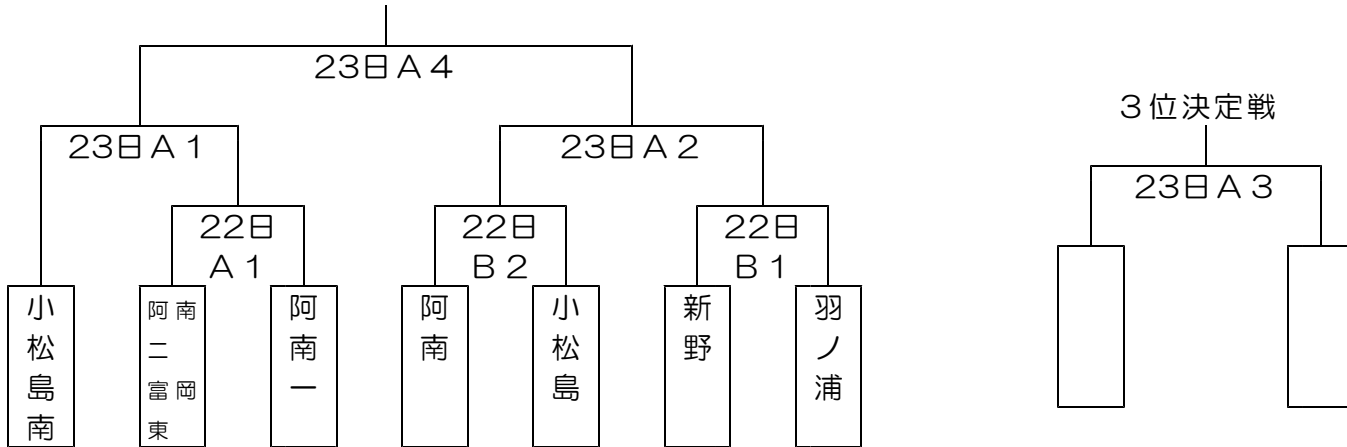 23日A4
3位決定戦
23日A1
23日A2
23日A3
22日
A1
22日
B2
22日
B1
小松島南
阿南
二
富岡
東
阿南一
阿南
小松島
新野
羽ノ浦